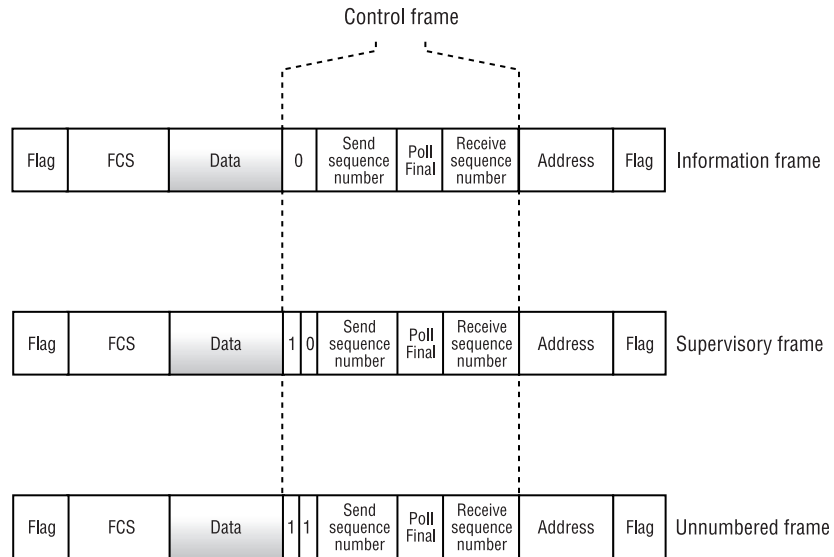 Control frame
Flag FCS Data 0 Send sequence number Poll Final Receive sequence number Address Flag Information frame
Flag FCS Data 1 0 Send sequence number Poll Final Receive sequence number Address Flag Supervisory frame
Flag FCS Data 1 1 Send sequence number Poll Final Receive sequence number Address Flag Unnumbered frame